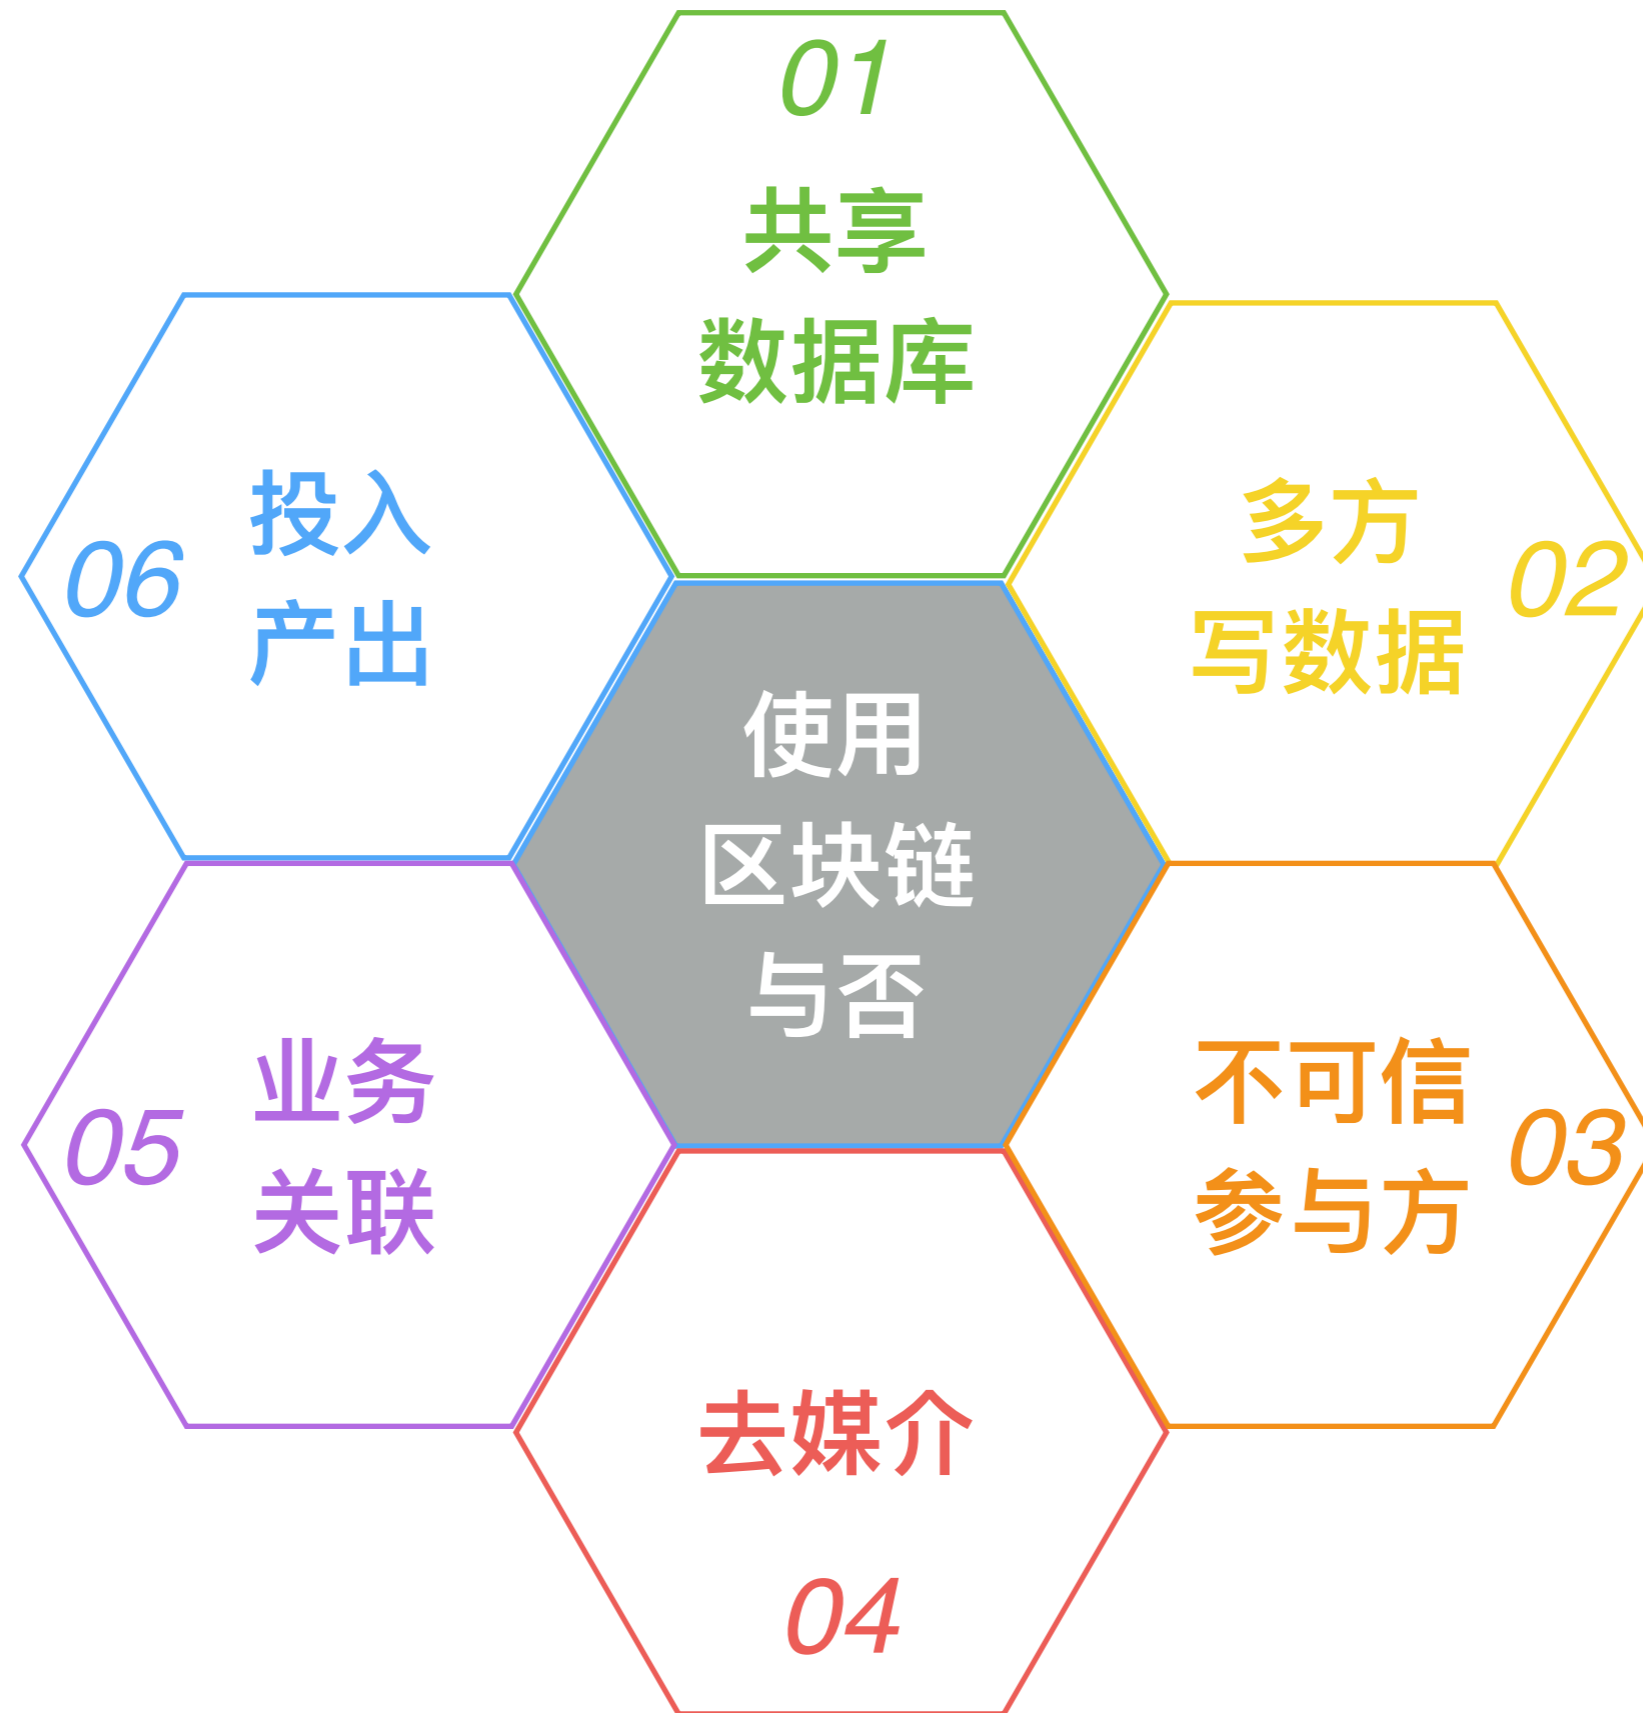 01
共享
数据库
多方
写数据
02
不可信
参与方
03
去媒介
04
业务
关联
05
投入
产出
06
使用
区块链
与否